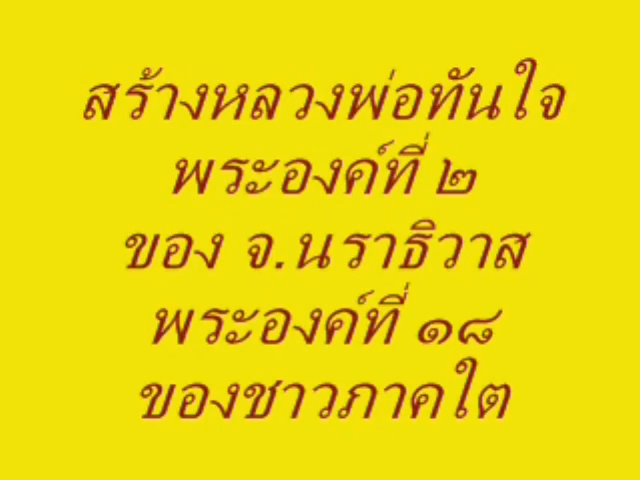 สร้างหลวงพ่อทันใจ
พระองค์ที่ ๒
ของ จ.นราธิวาส
พระองค์ที่ ๑๘
ของชาวภาคใต